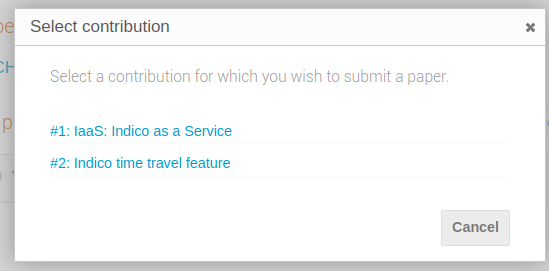 Select contribution
Select a contribution for which you wish to submit a paper.
#1: IaaS: Indico as a Service
#2: Indico time travel feature
Cancel